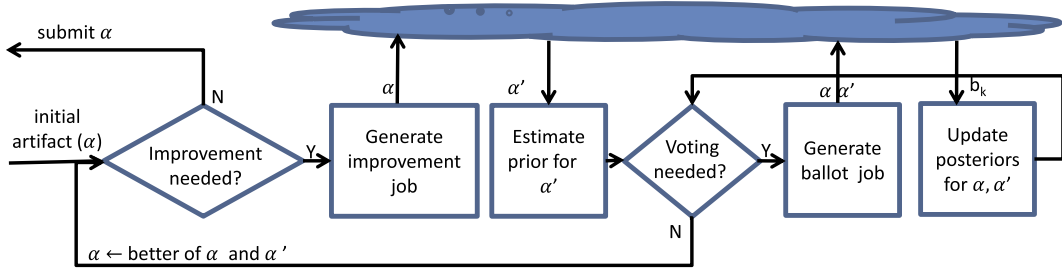 submit α
N
initial
artifact (α)
Improvement
needed?
Y
Generate
improvement
job
α
α’
Estimate
prior for
α’
Voting
needed?
Y
N
Generate
ballot job
α α’
bk
Update
posteriors
for α, α’
α ← better of α and α ’